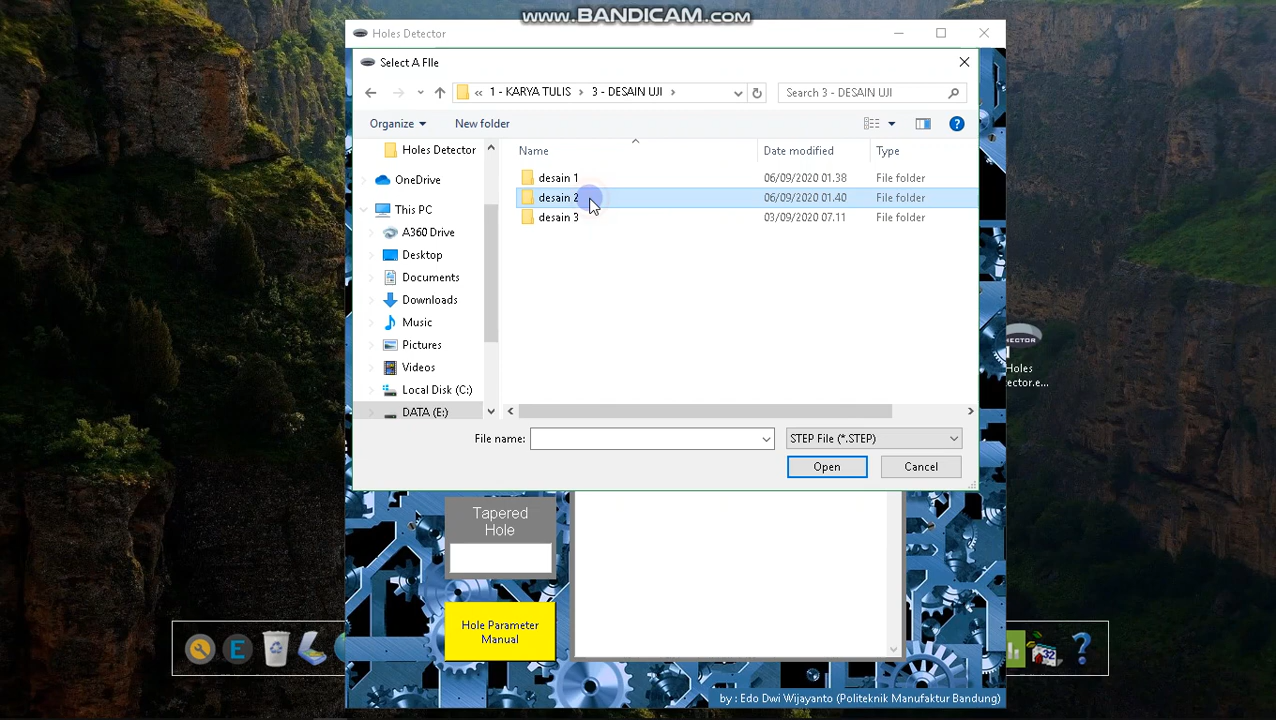 www.BANDICAM.com
Holes Detector
Select A FIle
« 1 - KARYA TULIS > 3 - DESAIN UJI >
Search 3 - DESAIN UJI
Organize
New folder
?
Name
Date modified
Type
Holes Detector
OneDrive
This PC
A360 Drive
Desktop
Documents
Downloads
Music
Pictures
Videos
Local Disk (C:)
DATA (E:)
desain 1 06/09/2020 01.38 File folder
desain 2 06/09/2020 01.40 File folder
desain 3 03/09/2020 07.11 File folder
File name:
STEP File (*.STEP)
Open
Cancel
ECTOR
Holes
ector.e...
Tapered
Hole
Hole Parameter
Manual
E
32
?
by : Edo Dwi Wijayanto (Politeknik Manufaktur Bandung)